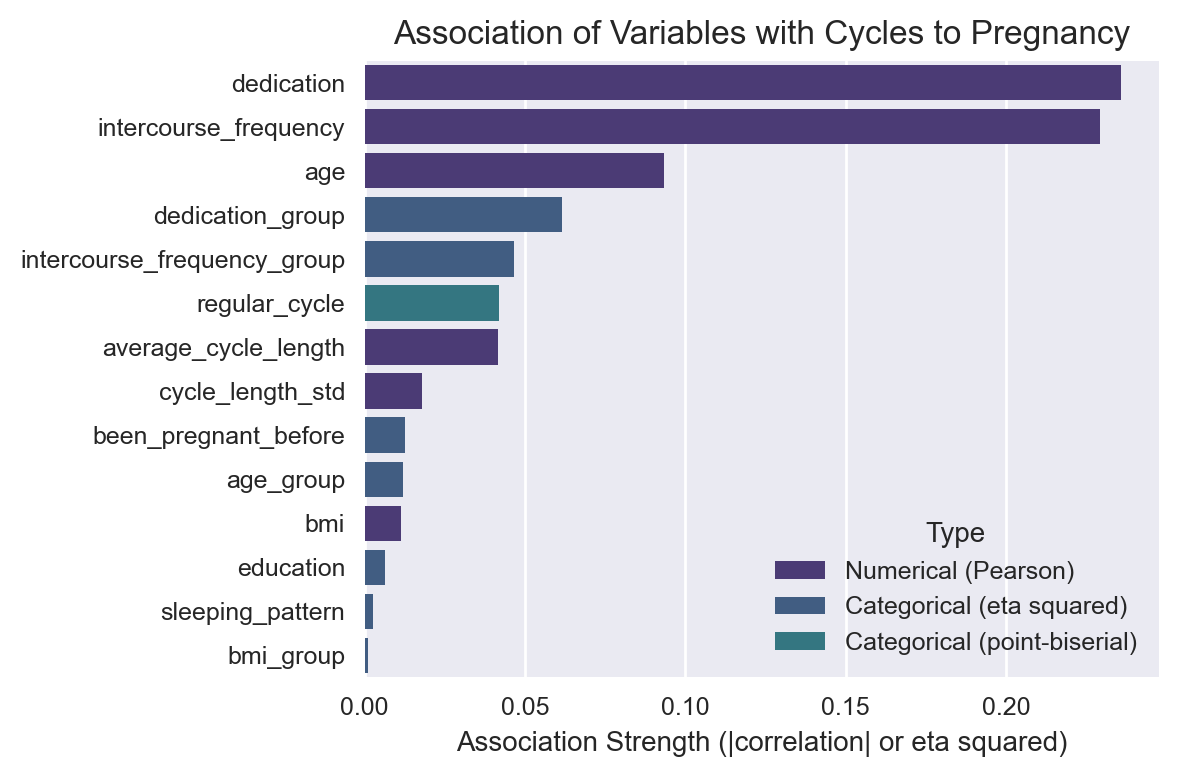 Association of Variables with Cycles to Pregnancy
dedication
intercourse_frequency
age
dedication_group
intercourse_frequency_group
regular_cycle
average_cycle_length
cycle_length_std
been_pregnant_before
age_group
bmi
education
sleeping_pattern
bmi_group
Type
Numerical (Pearson)
Categorical (eta squared)
Categorical (point-biserial)
0.00 0.05 0.10 0.15 0.20
Association Strength (|correlation| or eta squared)